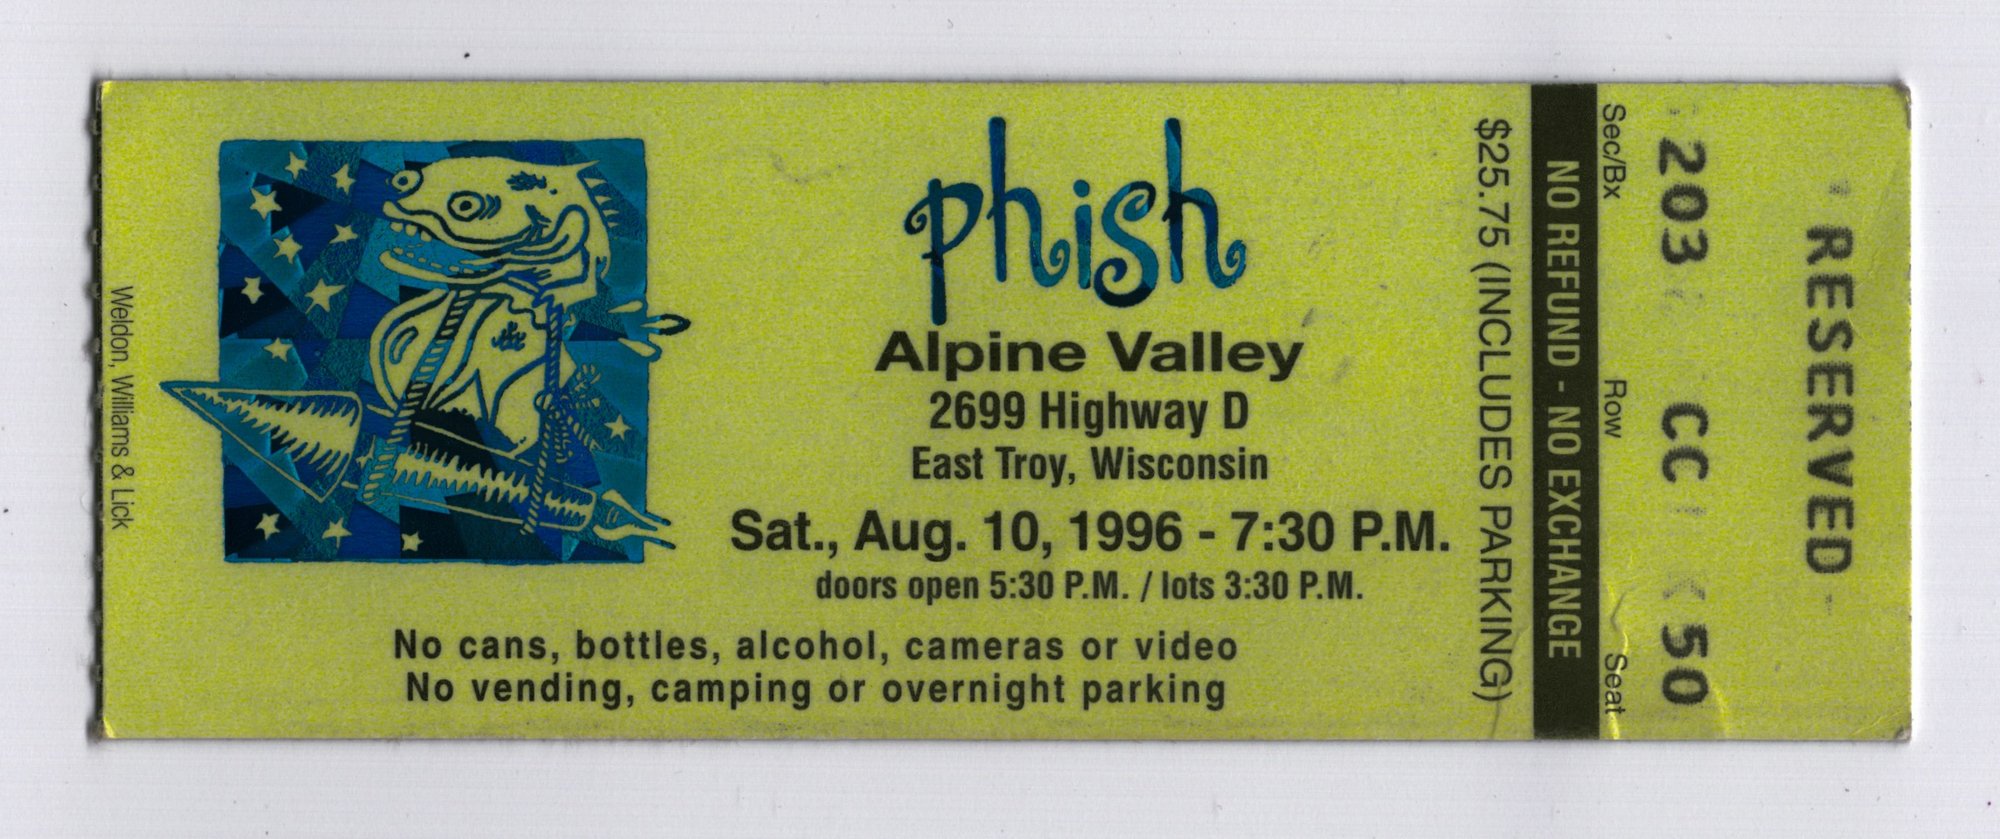 Weldon, Williams & Lick
phish
Alpine Valley
2699 Highway D
East Troy, Wisconsin
Sat., Aug. 10, 1996 - 7:30 P.M.
doors open 5:30 P.M. / lots 3:30 P.M.
No cans, bottles, alcohol, cameras or video
No vending, camping or overnight parking
$25.75 (INCLUDES PARKING)
NO REFUND - NO EXCHANGE
Sec/Bx Row Seat
203 CC 50
RESERVED